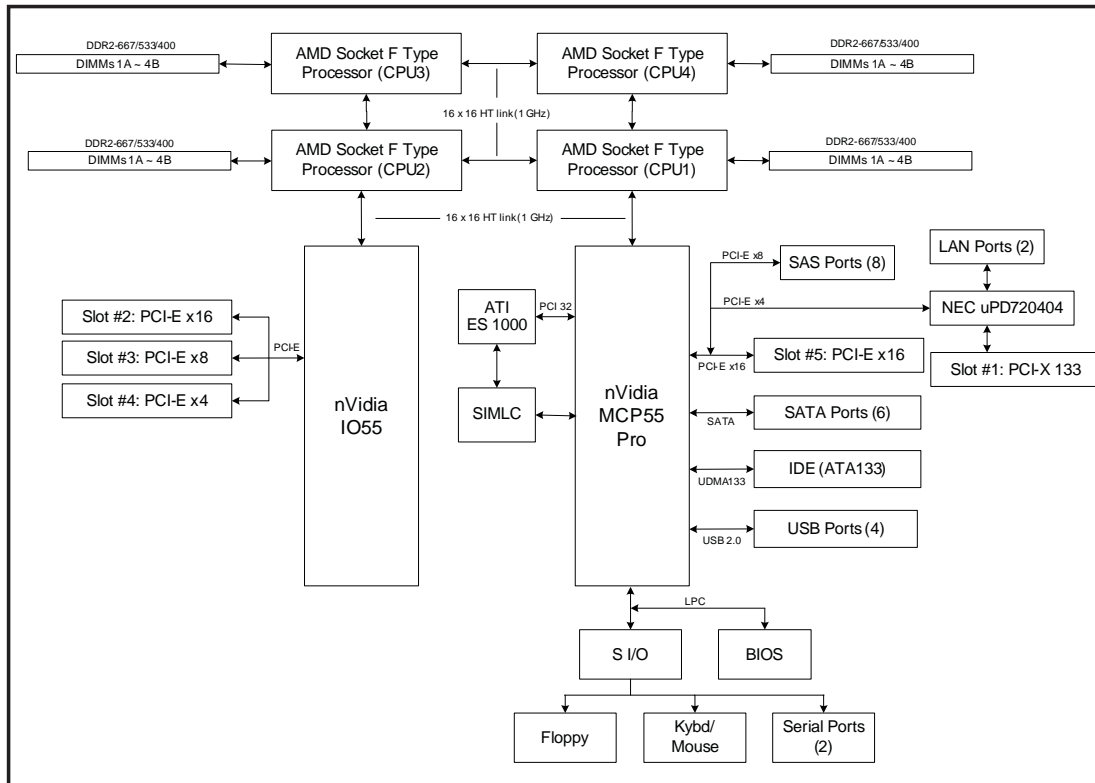 DDR2-667/533/400
DIMMs 1A ~ 4B
AMD Socket F Type
Processor (CPU3)
AMD Socket F Type
Processor (CPU4)
DDR2-667/533/400
DIMMs 1A ~ 4B
16 x 16 HT link (1 GHz)
DDR2-667/533/400
DIMMs 1A ~ 4B
AMD Socket F Type
Processor (CPU2)
AMD Socket F Type
Processor (CPU1)
DDR2-667/533/400
DIMMs 1A ~ 4B
16 x 16 HT link (1 GHz)
Slot #2: PCI-E x16
Slot #3: PCI-E x8
Slot #4: PCI-E x4
PCI-E
nVidia
IO55
ATI
ES 1000
PCI 32
SIMLC
nVidia
MCP55
Pro
PCI-E x8
SAS Ports (8)
LAN Ports (2)
PCI-E x4
NEC uPD720404
PCI-E x16
Slot #5: PCI-E x16
Slot #1: PCI-X 133
SATA
SATA Ports (6)
UDMA133
IDE (ATA133)
USB 2.0
USB Ports (4)
LPC
S I/O
BIOS
Floppy
Kybd/
Mouse
Serial Ports
(2)